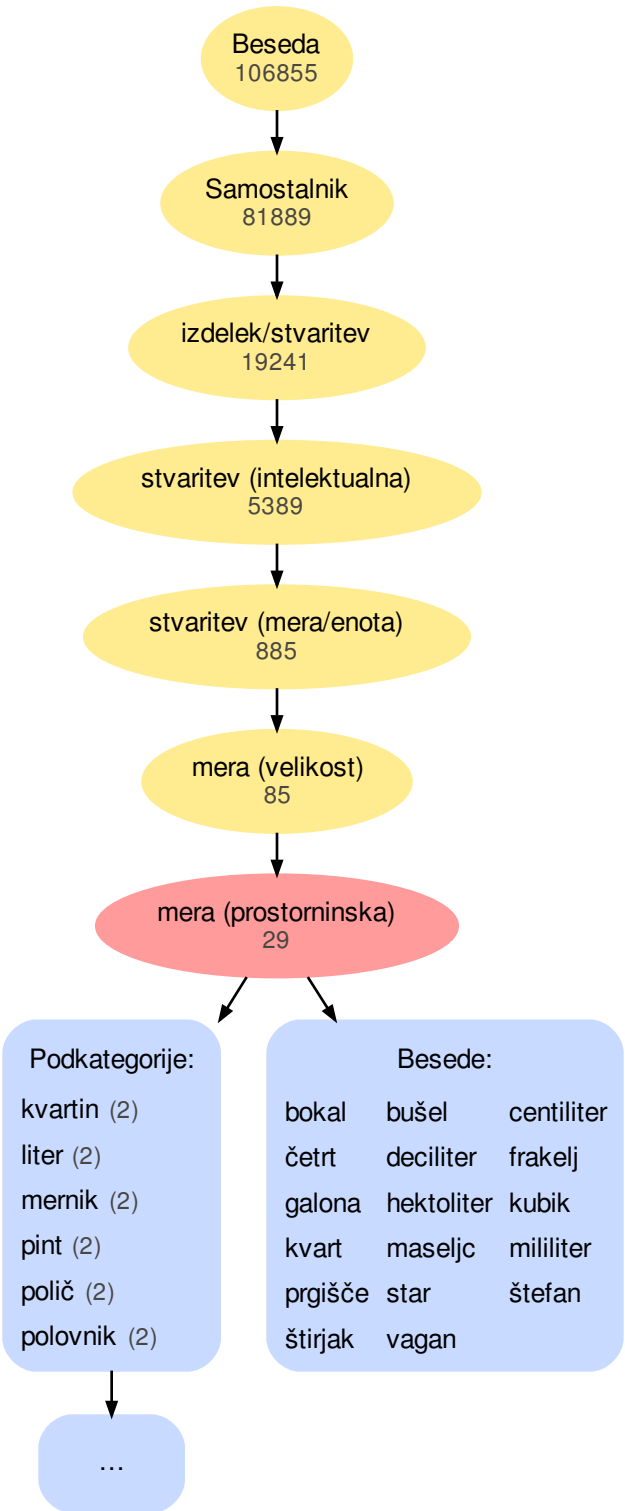 Beseda
106855
Samostalnik
81889
izdelek/stvaritev
19241
stvaritev (intelektualna)
5389
stvaritev (mera/enota)
885
mera (velikost)
85
mera (prostorninska)
29
Podkategorije:
kvartin (2)
liter (2)
mernik (2)
pint (2)
polič (2)
polovnik (2)
...
Besede:
bokal bušel centiliter
četrt deciliter frakelj
galona hektoliter kubik
kvart maseljc mililiter
prgišče star štefan
štirjak vagan